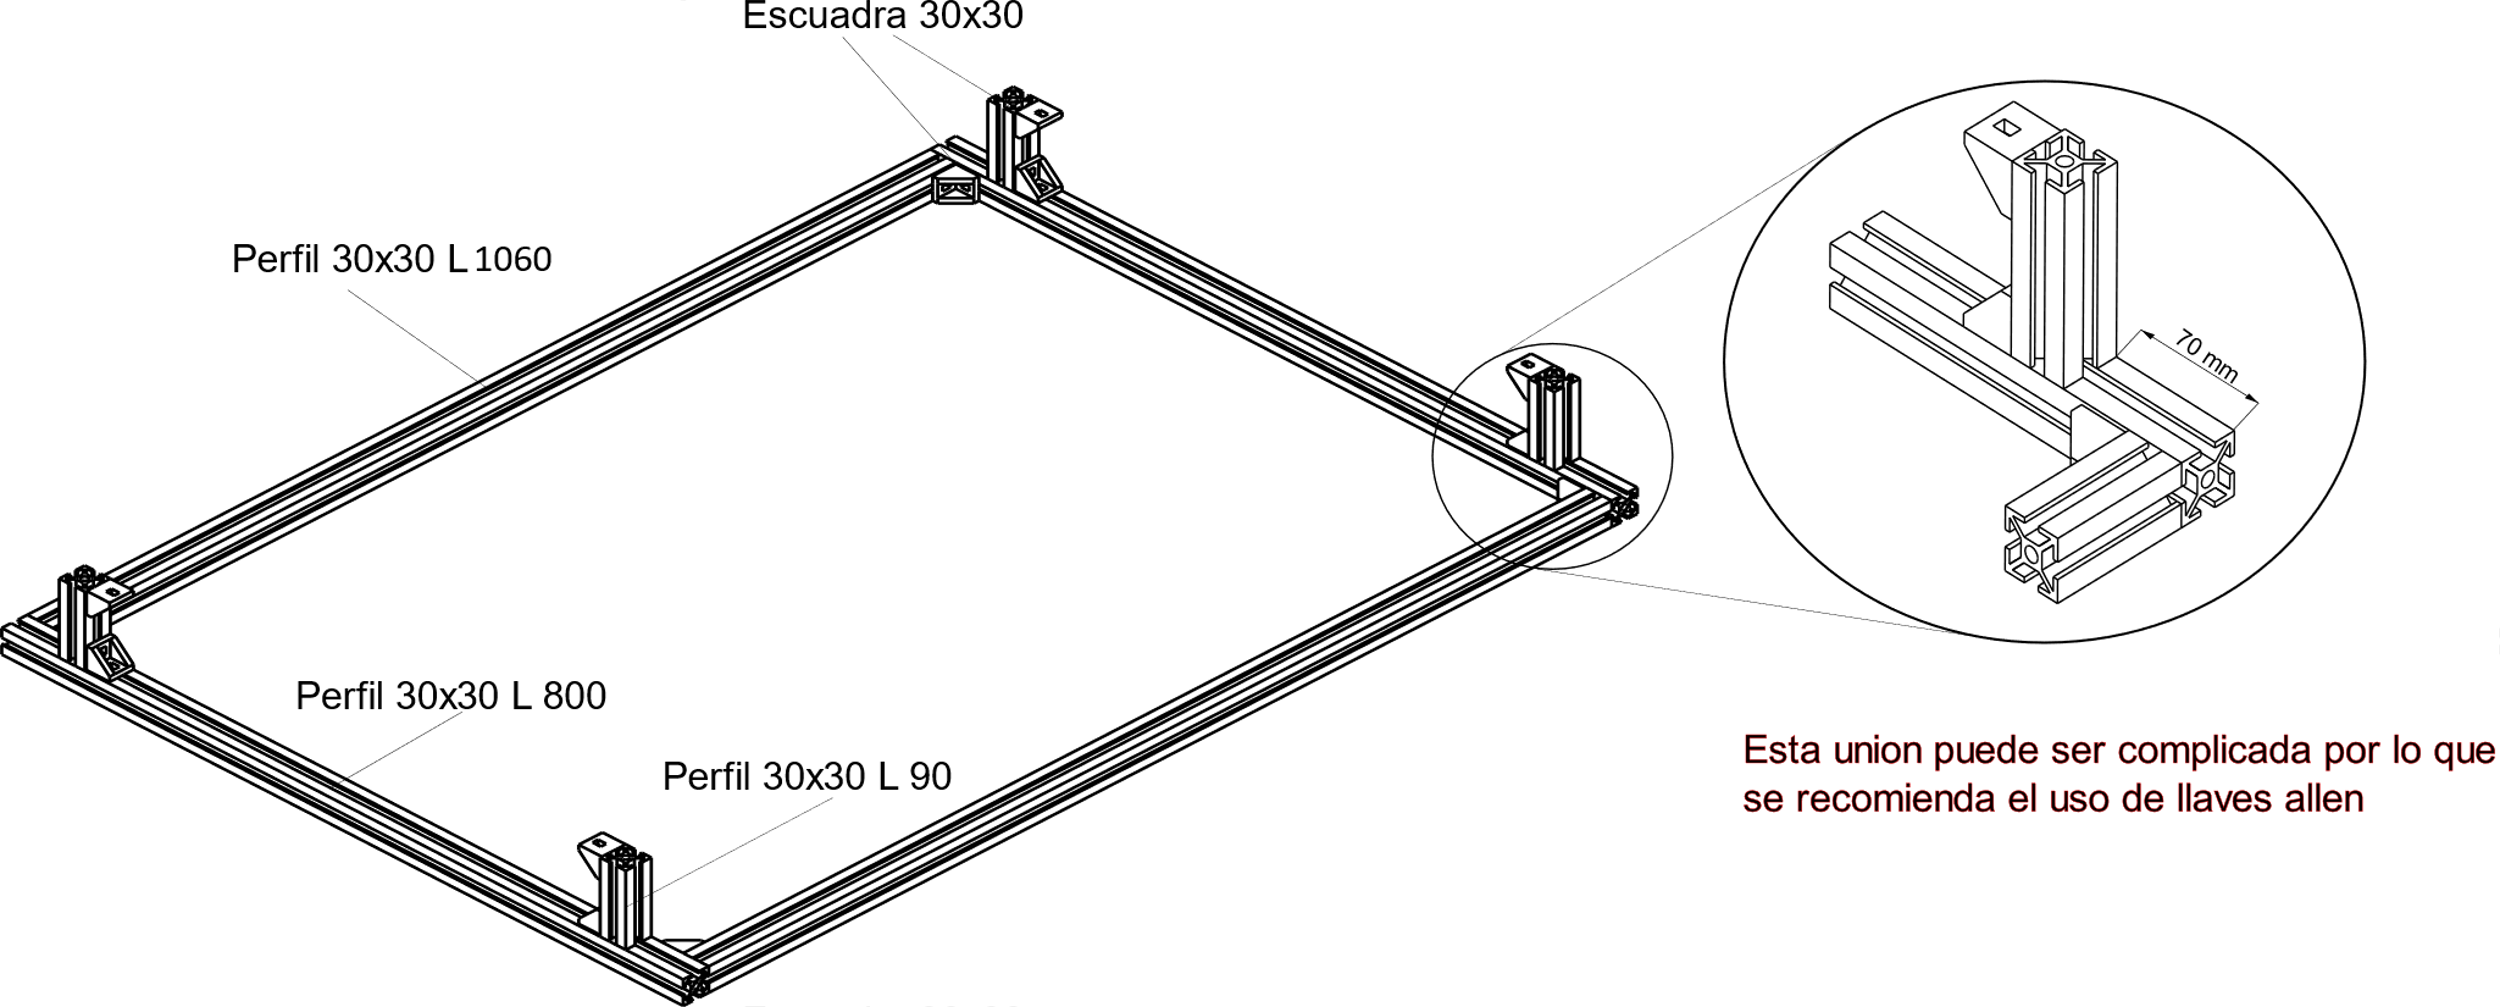 Escuadra 30x30
Perfil 30x30 L 1060
70 mm
Perfil 30x30 L 800
Perfil 30x30 L 90
Esta union puede ser complicada por lo que
se recomienda el uso de llaves allen